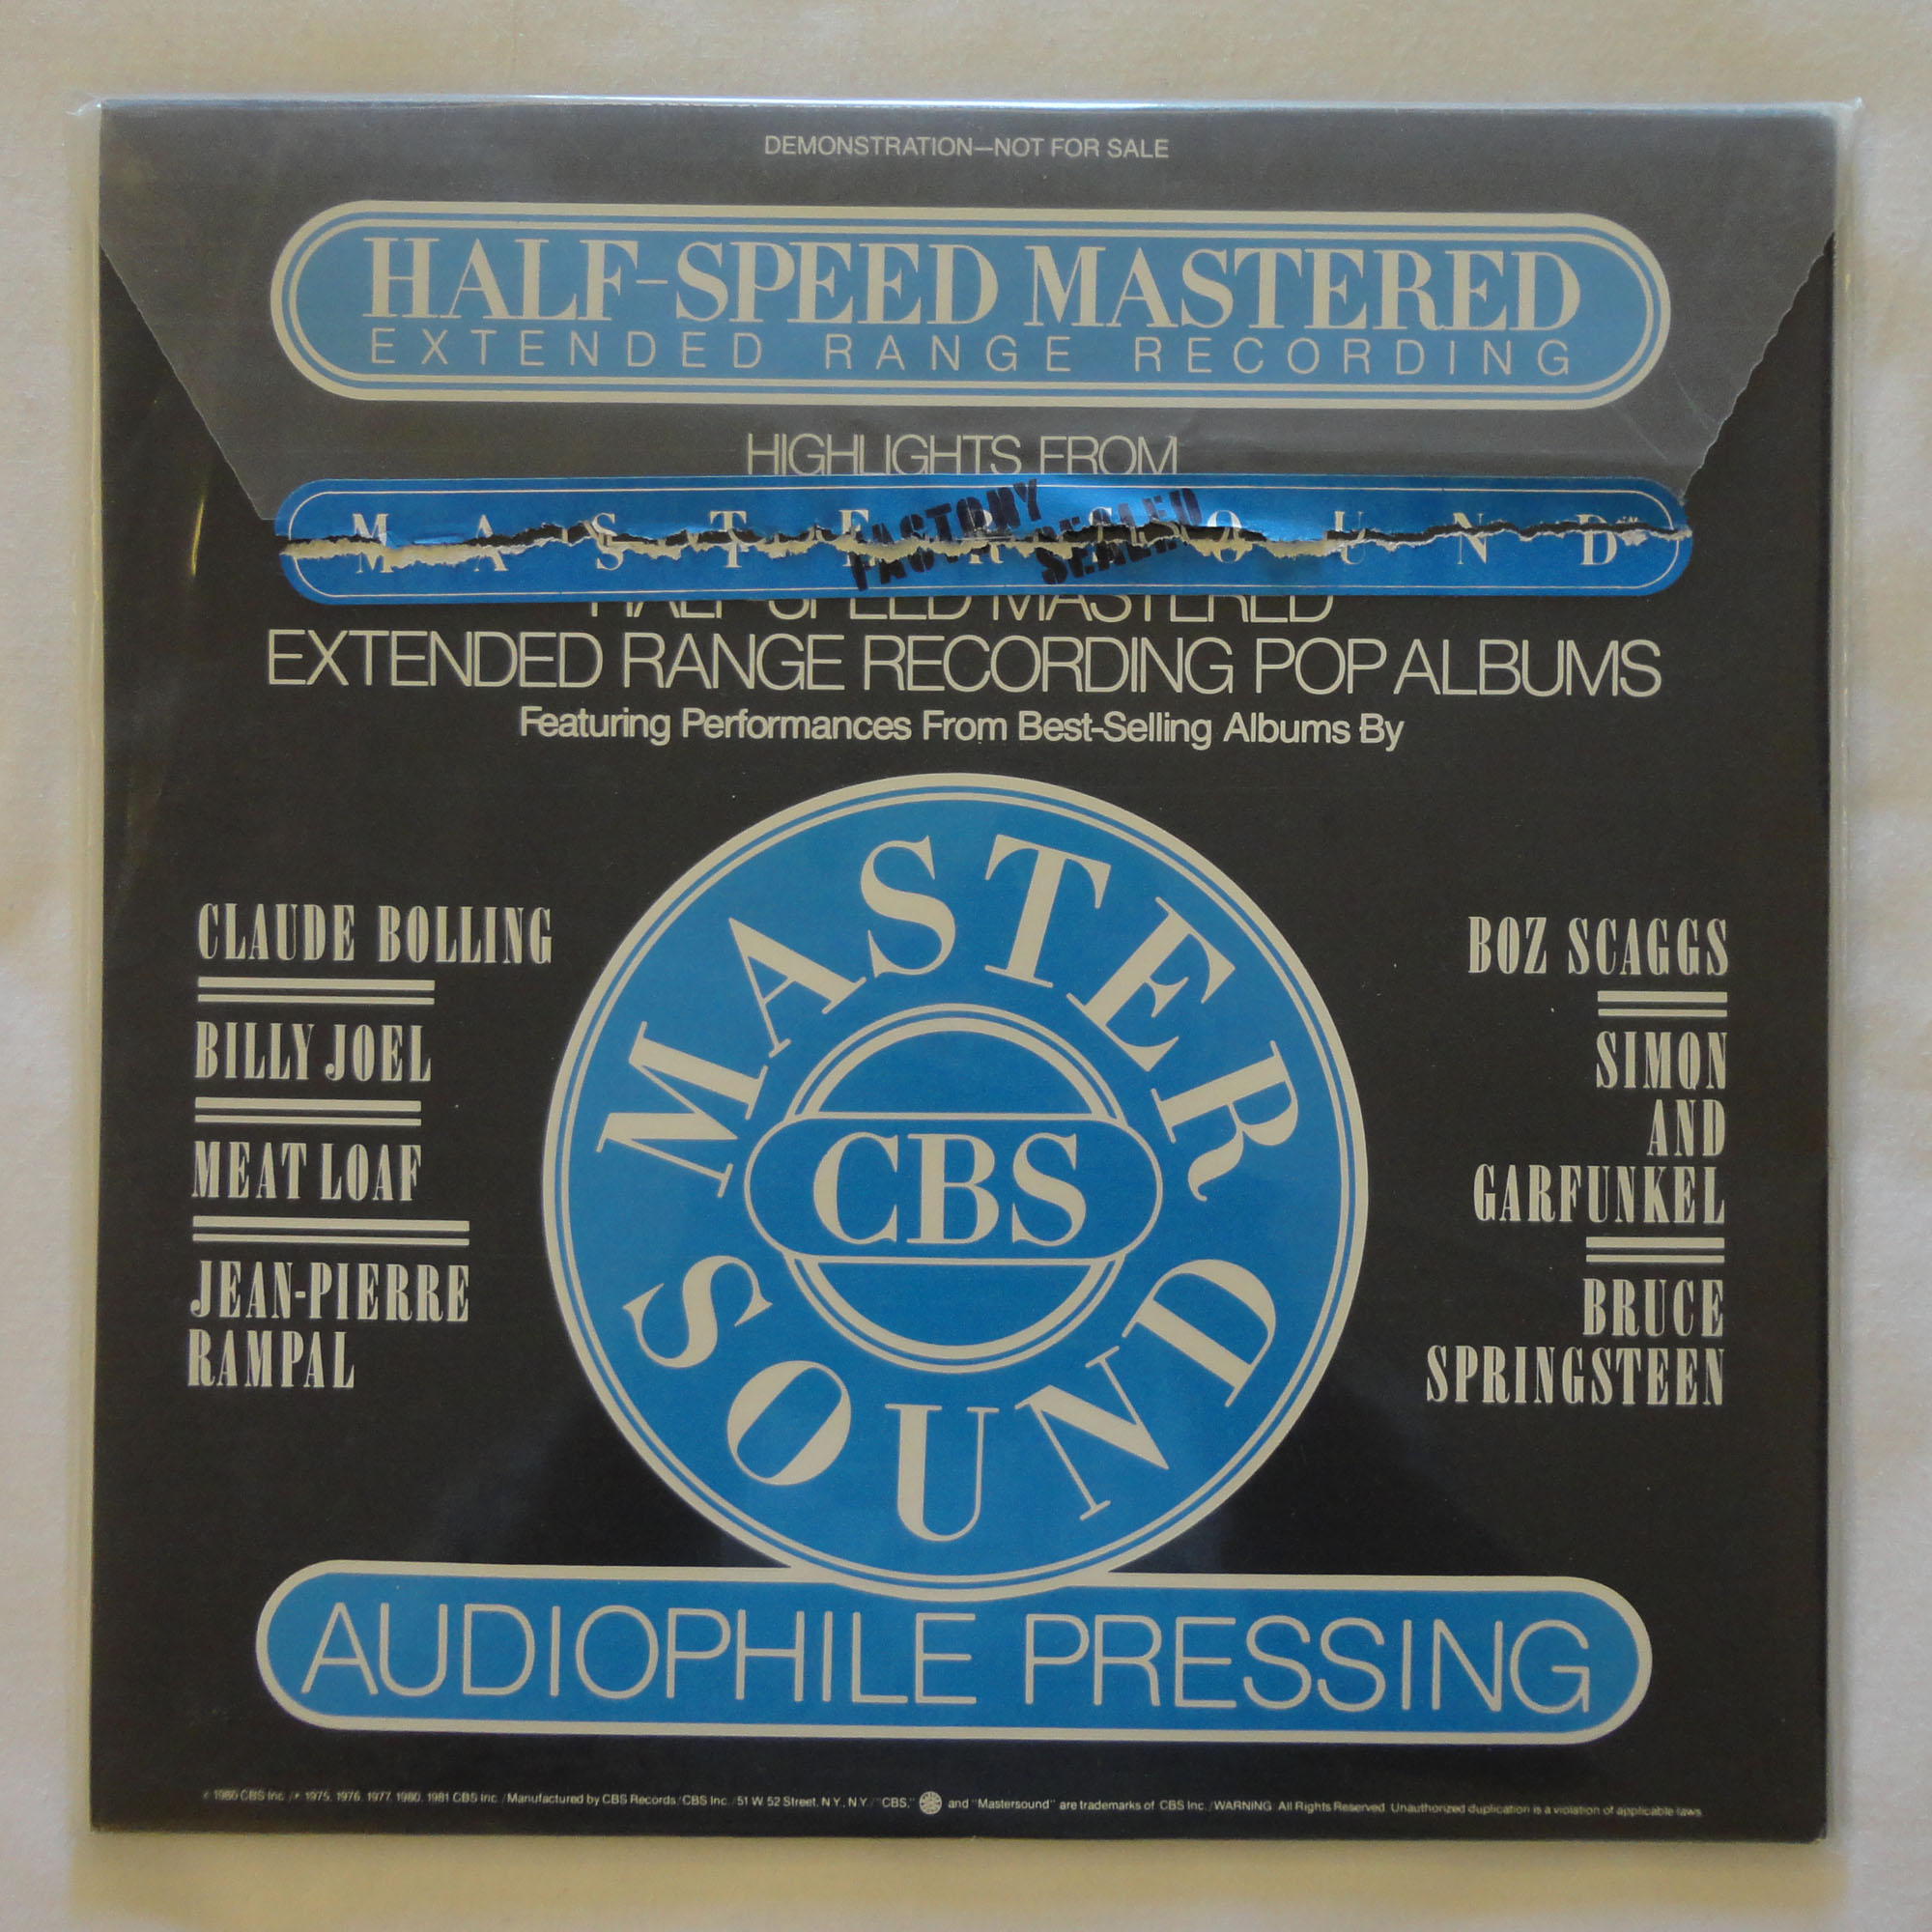 DEMONSTRATION—NOT FOR SALE
HALF-SPEED MASTERED
EXTENDED RANGE RECORDING
HIGHLIGHTS FROM
MASTERSOUND™
FACTORY
SEALED
HALF-SPEED MASTERED
EXTENDED RANGE RECORDING POP ALBUMS
Featuring Performances From Best-Selling Albums By
CLAUDE BOLLING
BILLY JOEL
MEAT LOAF
JEAN-PIERRE
RAMPAL
MASTER
CBS
SOUND
BOZ SCAGGS
SIMON
AND
GARFUNKEL
BRUCE
SPRINGSTEEN
AUDIOPHILE PRESSING
© 1980 CBS Inc. / ℗ 1975, 1976, 1977, 1980, 1981 CBS Inc. / Manufactured by CBS Records / CBS Inc. / 51 W. 52 Street, N.Y., N.Y. / "CBS," and "Mastersound" are trademarks of CBS Inc. / WARNING: All Rights Reserved. Unauthorized duplication is a violation of applicable laws.